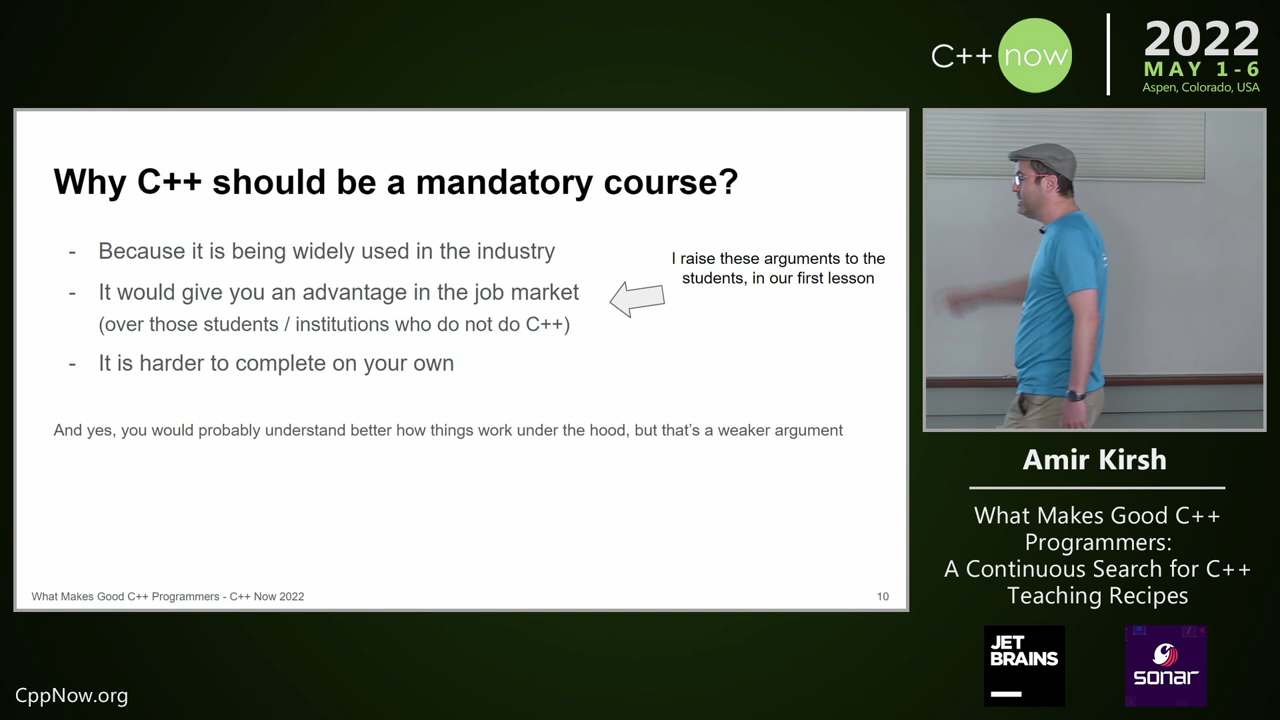 C++ now
2022
MAY 1-6
Aspen, Colorado, USA
Why C++ should be a mandatory course?
- Because it is being widely used in the industry
- It would give you an advantage in the job market
(over those students / institutions who do not do C++)
- It is harder to complete on your own
I raise these arguments to the
students, in our first lesson
And yes, you would probably understand better how things work under the hood, but that's a weaker argument
What Makes Good C++ Programmers - C++ Now 2022
10
Amir Kirsh
What Makes Good C++
Programmers:
A Continuous Search for C++
Teaching Recipes
JET
BRAINS
sonar
CppNow.org